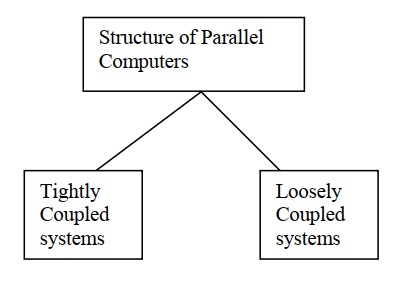 Structure of Parallel
Computers
Tightly
Coupled
systems
Loosely
Coupled
systems